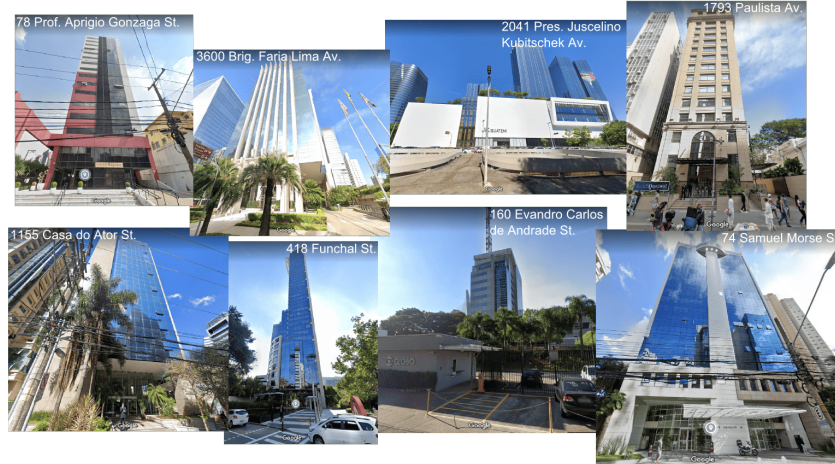 78 Prof. Aprigio Gonzaga St.
3600 Brig. Faria Lima Av.
2041 Pres. Juscelino
Kubitschek Av.
1793 Paulista Av.
Google
Google
Google
Google
1155 Casa do Ator St.
418 Funchal St.
160 Evandro Carlos
de Andrade St.
74 Samuel Morse S
Google
Google
Google
Google